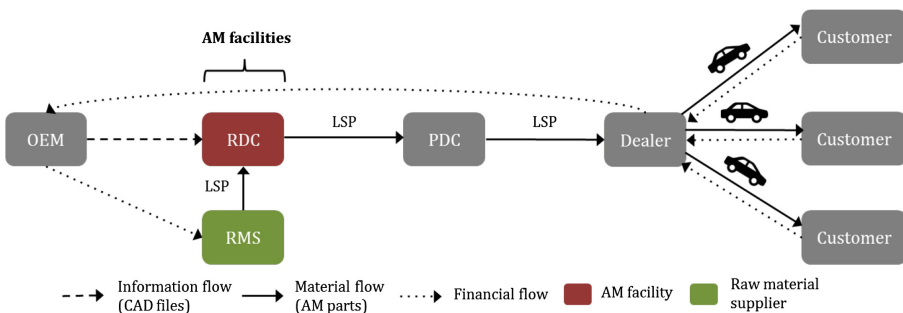 Customer
AM facilities
LSP
LSP
OEM
RDC
PDC
Dealer
Customer
LSP
RMS
Customer
Information flow
(CAD files)
Material flow
(AM parts)
Financial flow
AM facility
Raw material
supplier